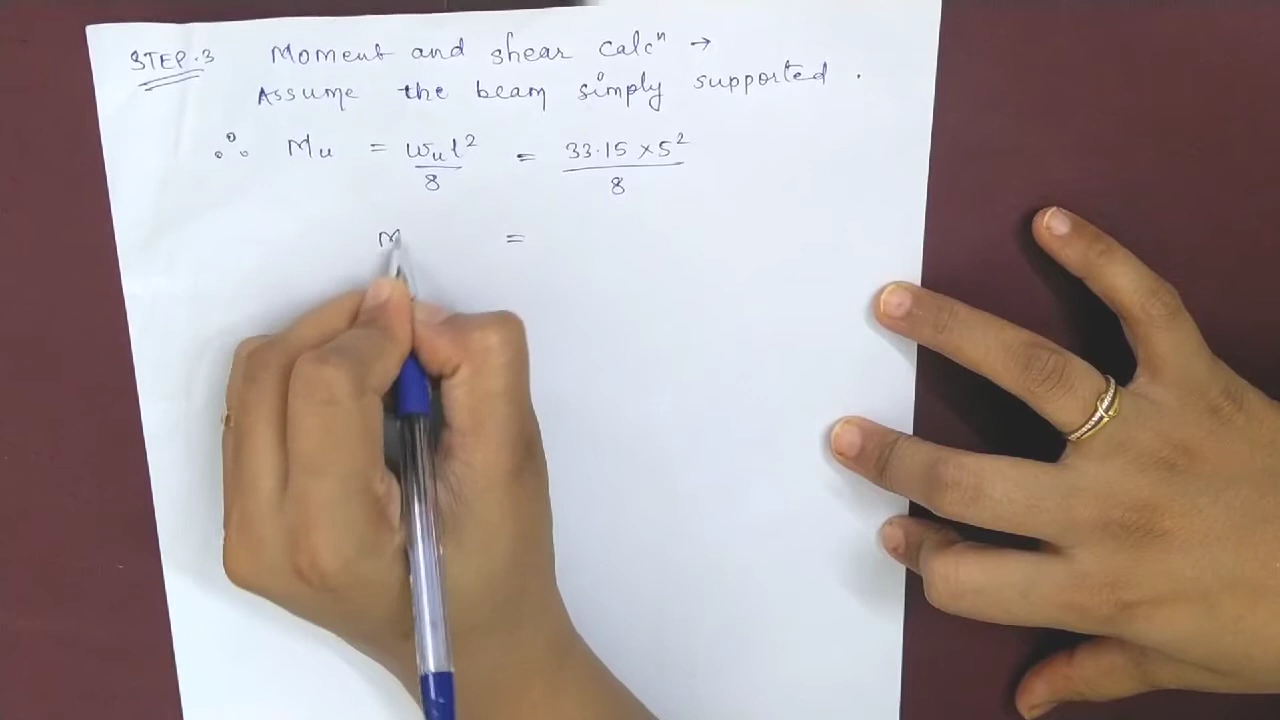 STEP.3 Moment and shear calcⁿ →
Assume the beam simply supported.
∴ Mu = wul²/8 = 33.15 × 5²/8
M =